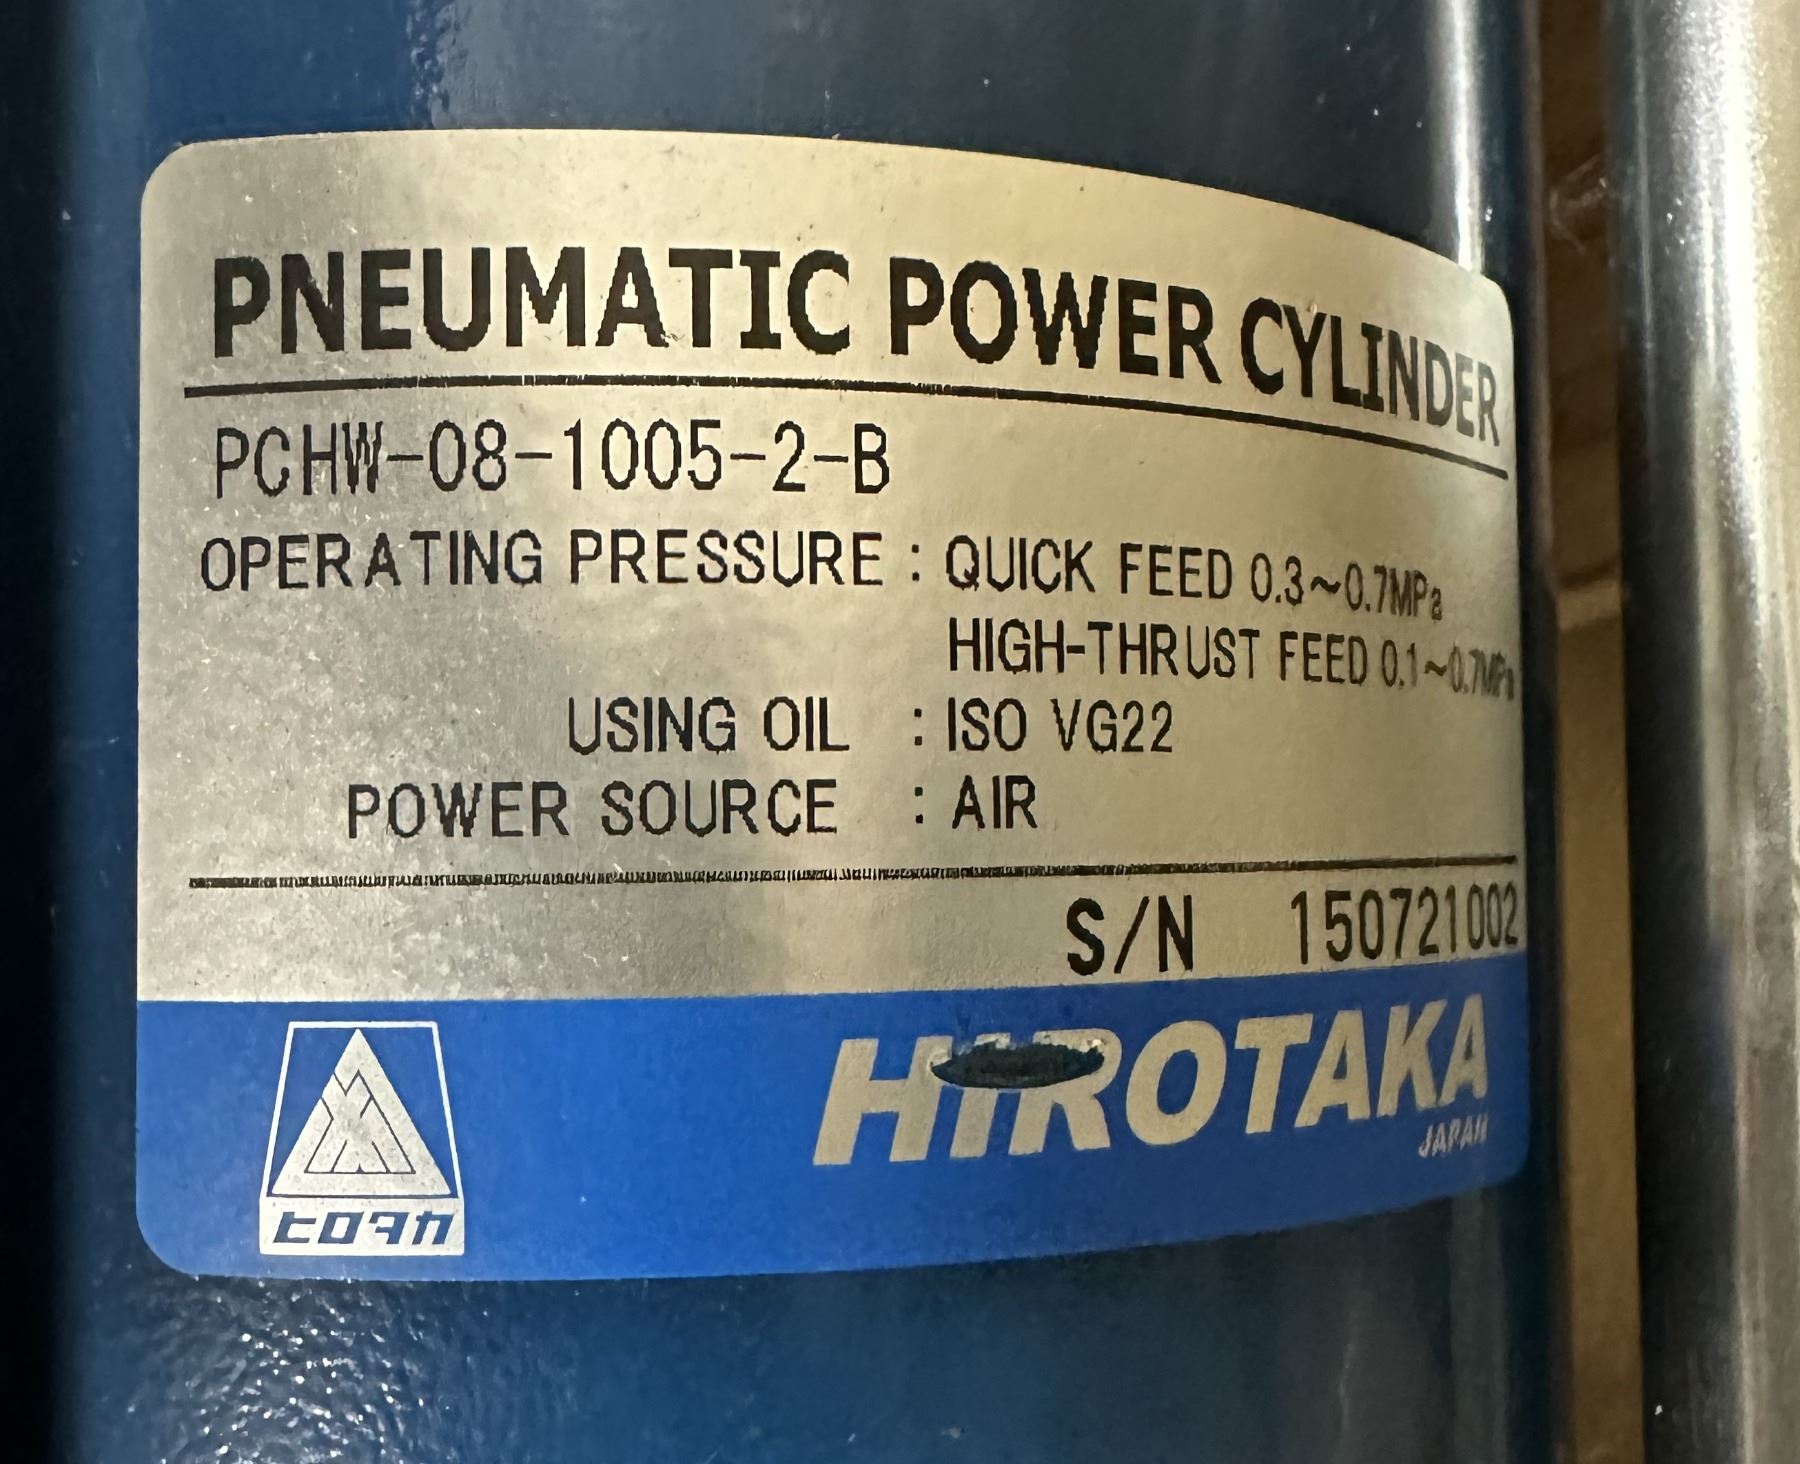 PNEUMATIC POWER CYLINDER
PCHW-08-1005-2-B
OPERATING PRESSURE : QUICK FEED 0.3~0.7MPa
HIGH-THRUST FEED 0.1~0.7MPa
USING OIL : ISO VG22
POWER SOURCE : AIR
S/N 150721002
HIROTAKA
JAPAN
ヒロタカ